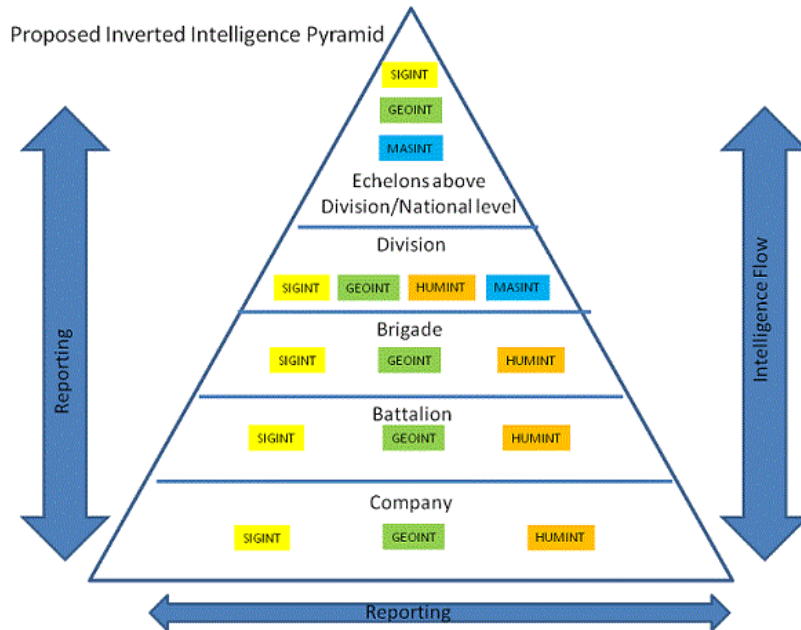 Proposed Inverted Intelligence Pyramid
SIGINT
GEOINT
MASINT
Echelons above
Division/National level
Division
SIGINT GEOINT HUMINT MASINT
Brigade
SIGINT GEOINT HUMINT
Battalion
SIGINT GEOINT HUMINT
Company
SIGINT GEOINT HUMINT
Reporting
Intelligence Flow
Reporting